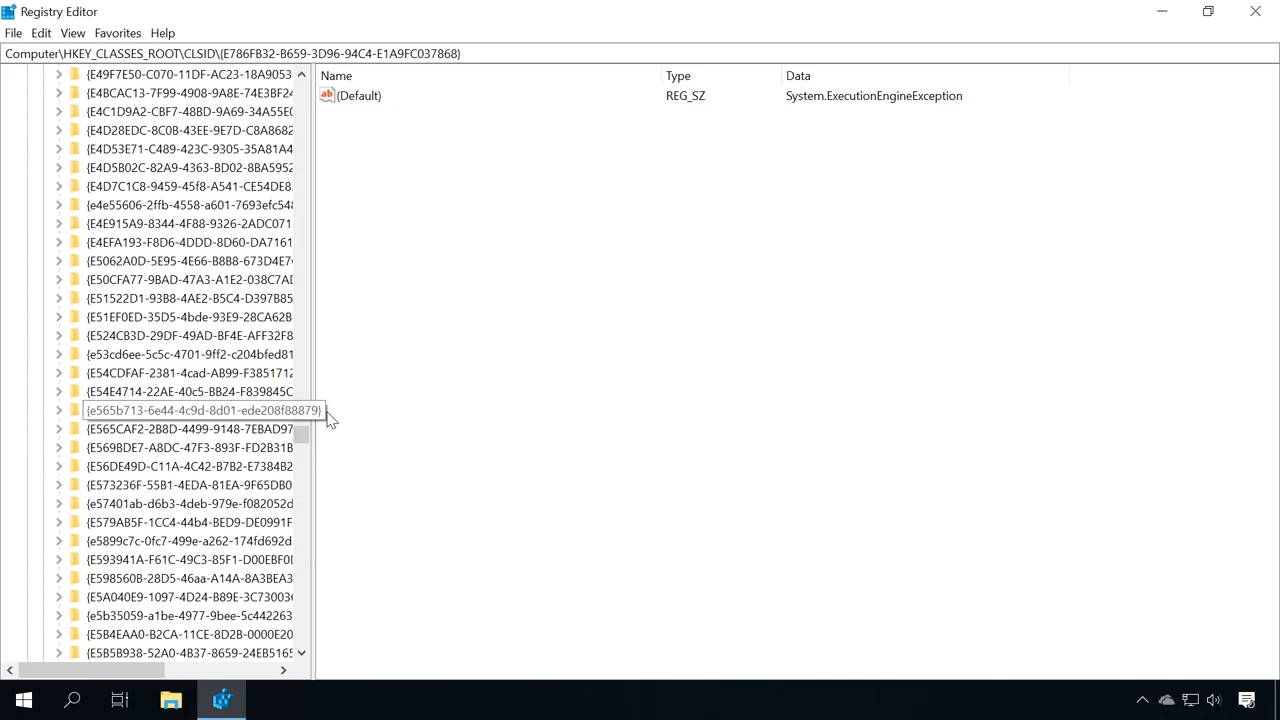 Registry Editor
File Edit View Favorites Help
Computer\HKEY_CLASSES_ROOT\CLSID\{E786FB32-B659-3D96-94C4-E1A9FC037868}
{E49F7E50-C070-11DF-AC23-18A9053
{E4BCAC13-7F99-4908-9A8E-74E3BF24
{E4C1D9A2-CBF7-48BD-9A69-34A55E0
{E4D28EDC-8C0B-43EE-9E7D-C8A8682
{E4D53E71-C489-423C-9305-35A81A4
{E4D5B02C-82A9-4363-BD02-8BA5952
{E4D7C1C8-9459-45f8-A541-CE54DE8
{e4e55606-2ffb-4558-a601-7693efc548
{E4E915A9-8344-4F88-9326-2ADC071
{E4EFA193-F8D6-4DDD-8D60-DA7161
{E5062A0D-5E95-4E66-B8B8-673D4E7
{E50CFA77-9BAD-47A3-A1E2-038C7AD
{E51522D1-93B8-4AE2-B5C4-D397B85
{E51EF0ED-35D5-4bde-93E9-28CA62B
{E524CB3D-29DF-49AD-BF4E-AFF32F8
{e53cd6ee-5c5c-4701-9ff2-c204bfed81
{E54CDFAF-2381-4cad-AB99-F3851712
{E54E4714-22AE-40c5-BB24-F839845C
{e565b713-6e44-4c9d-8d01-ede208f88879}
{E565CAF2-2B8D-4499-9148-7EBAD97
{E569BDE7-A8DC-47F3-893F-FD2B31B
{E56DE49D-C11A-4C42-B7B2-E7384B2
{E573236F-55B1-4EDA-81EA-9F65DB0
{e57401ab-d6b3-4deb-979e-f082052d
{E579AB5F-1CC4-44b4-BED9-DE0991F
{e5899c7c-0fc7-499e-a262-174fd692d
{E593941A-F61C-49C3-85F1-D00EBF0D
{E598560B-28D5-46aa-A14A-8A3BEA3
{E5A040E9-1097-4D24-B89E-3C730036
{e5b35059-a1be-4977-9bee-5c442263
{E5B4EAA0-B2CA-11CE-8D2B-0000E20
{E5B5B938-52A0-4B37-8659-24EB5165
Name Type Data
ab (Default) REG_SZ System.ExecutionEngineException